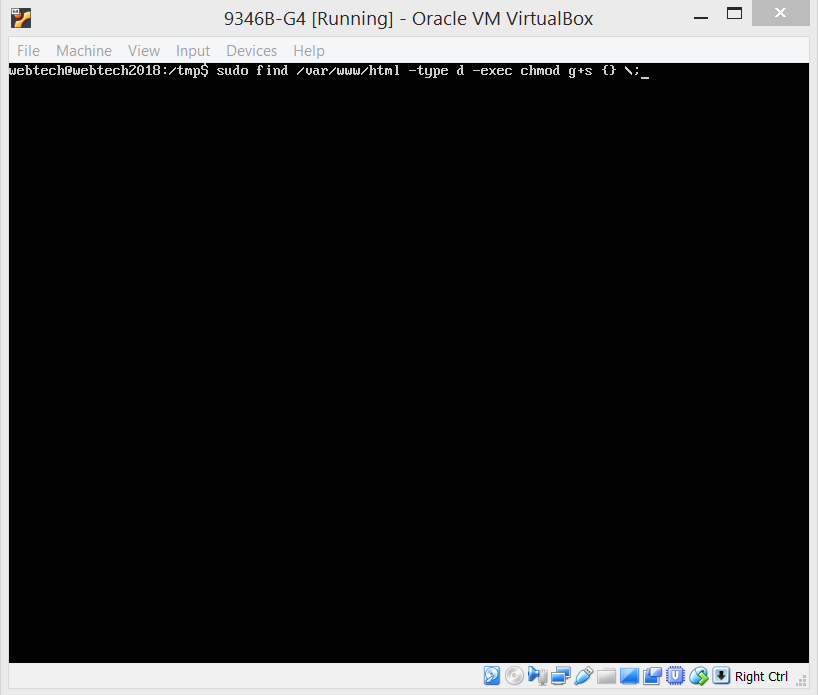 9346B-G4 [Running] - Oracle VM VirtualBox
File Machine View Input Devices Help
webtech@webtech2018:/tmp$ sudo find /var/www/html -type d -exec chmod g+s {} \;_
Right Ctrl